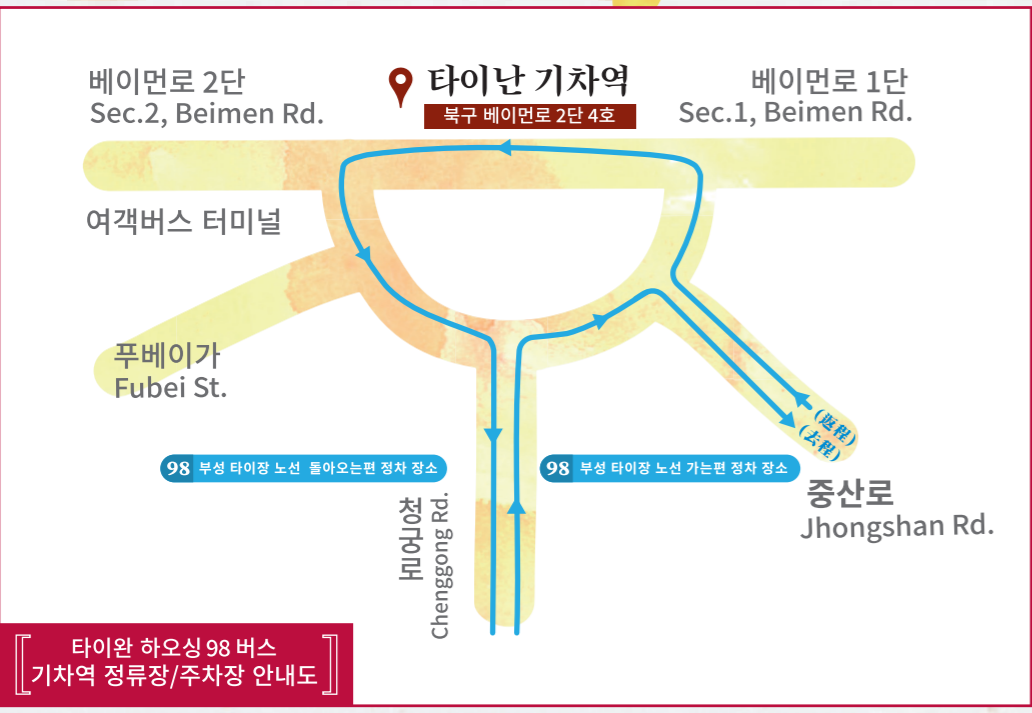 베이먼로 2단
Sec.2, Beimen Rd.
타이난 기차역
북구 베이먼로 2단 4호
베이먼로 1단
Sec.1, Beimen Rd.
여객버스 터미널
푸베이가
Fubei St.
(返程)
(去程)
98 부성 타이장 노선 돌아오는편 정차 장소
98 부성 타이장 노선 가는편 정차 장소
중산로
Jhongshan Rd.
청궁로
Chenggong Rd.
타이완 하오싱 98 버스
기차역 정류장/주차장 안내도